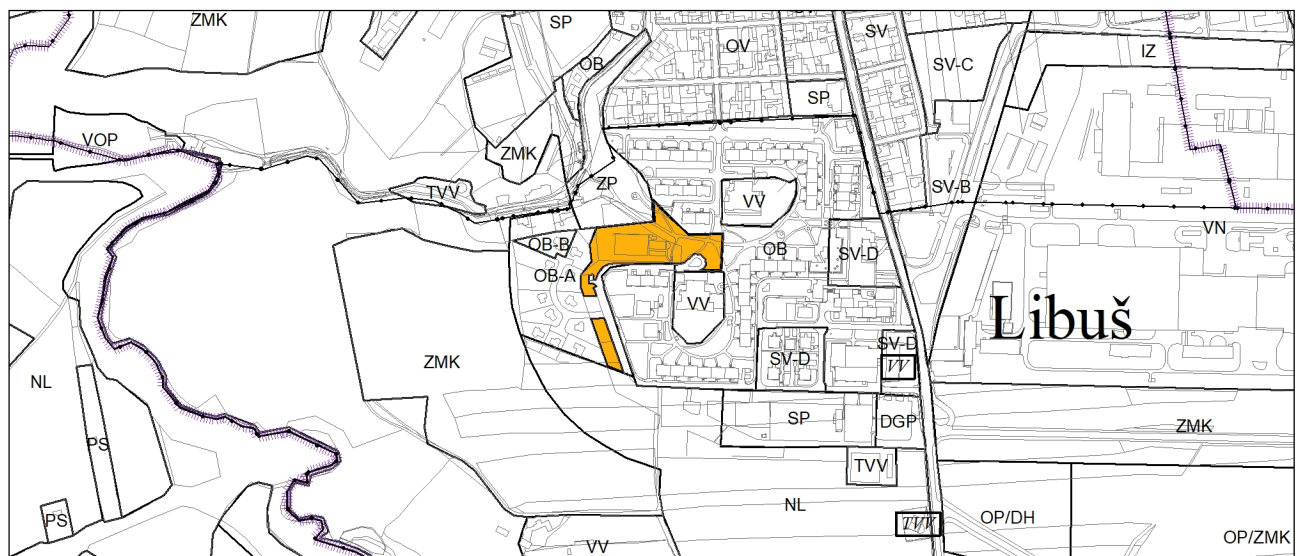 ZMK
SP
OV
SV
IZ
OB
SV-C
SP
VOP
ZMK
TVV
ZP
VV
SV-B
VN
OB-B
OB
SV-D
OB-A
VV
Libuš
NL
ZMK
SV-D
SV-D
VV
SP
DGP
ZMK
PS
TVV
NL
PS
OP/DH
TVV
VV
OP/ZMK